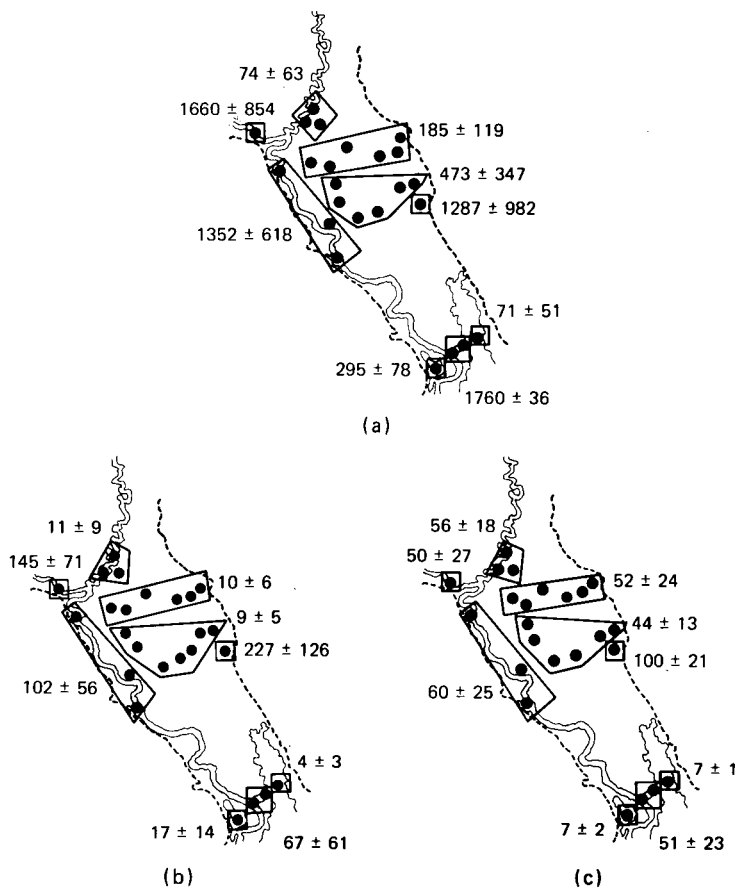 74 ± 63
1660 ± 854
185 ± 119
473 ± 347
1287 ± 982
1352 ± 618
71 ± 51
295 ± 78
1760 ± 36
(a)
11 ± 9
145 ± 71
10 ± 6
9 ± 5
227 ± 126
102 ± 56
4 ± 3
17 ± 14
67 ± 61
(b)
56 ± 18
50 ± 27
52 ± 24
44 ± 13
100 ± 21
60 ± 25
7 ± 1
7 ± 2
51 ± 23
(c)